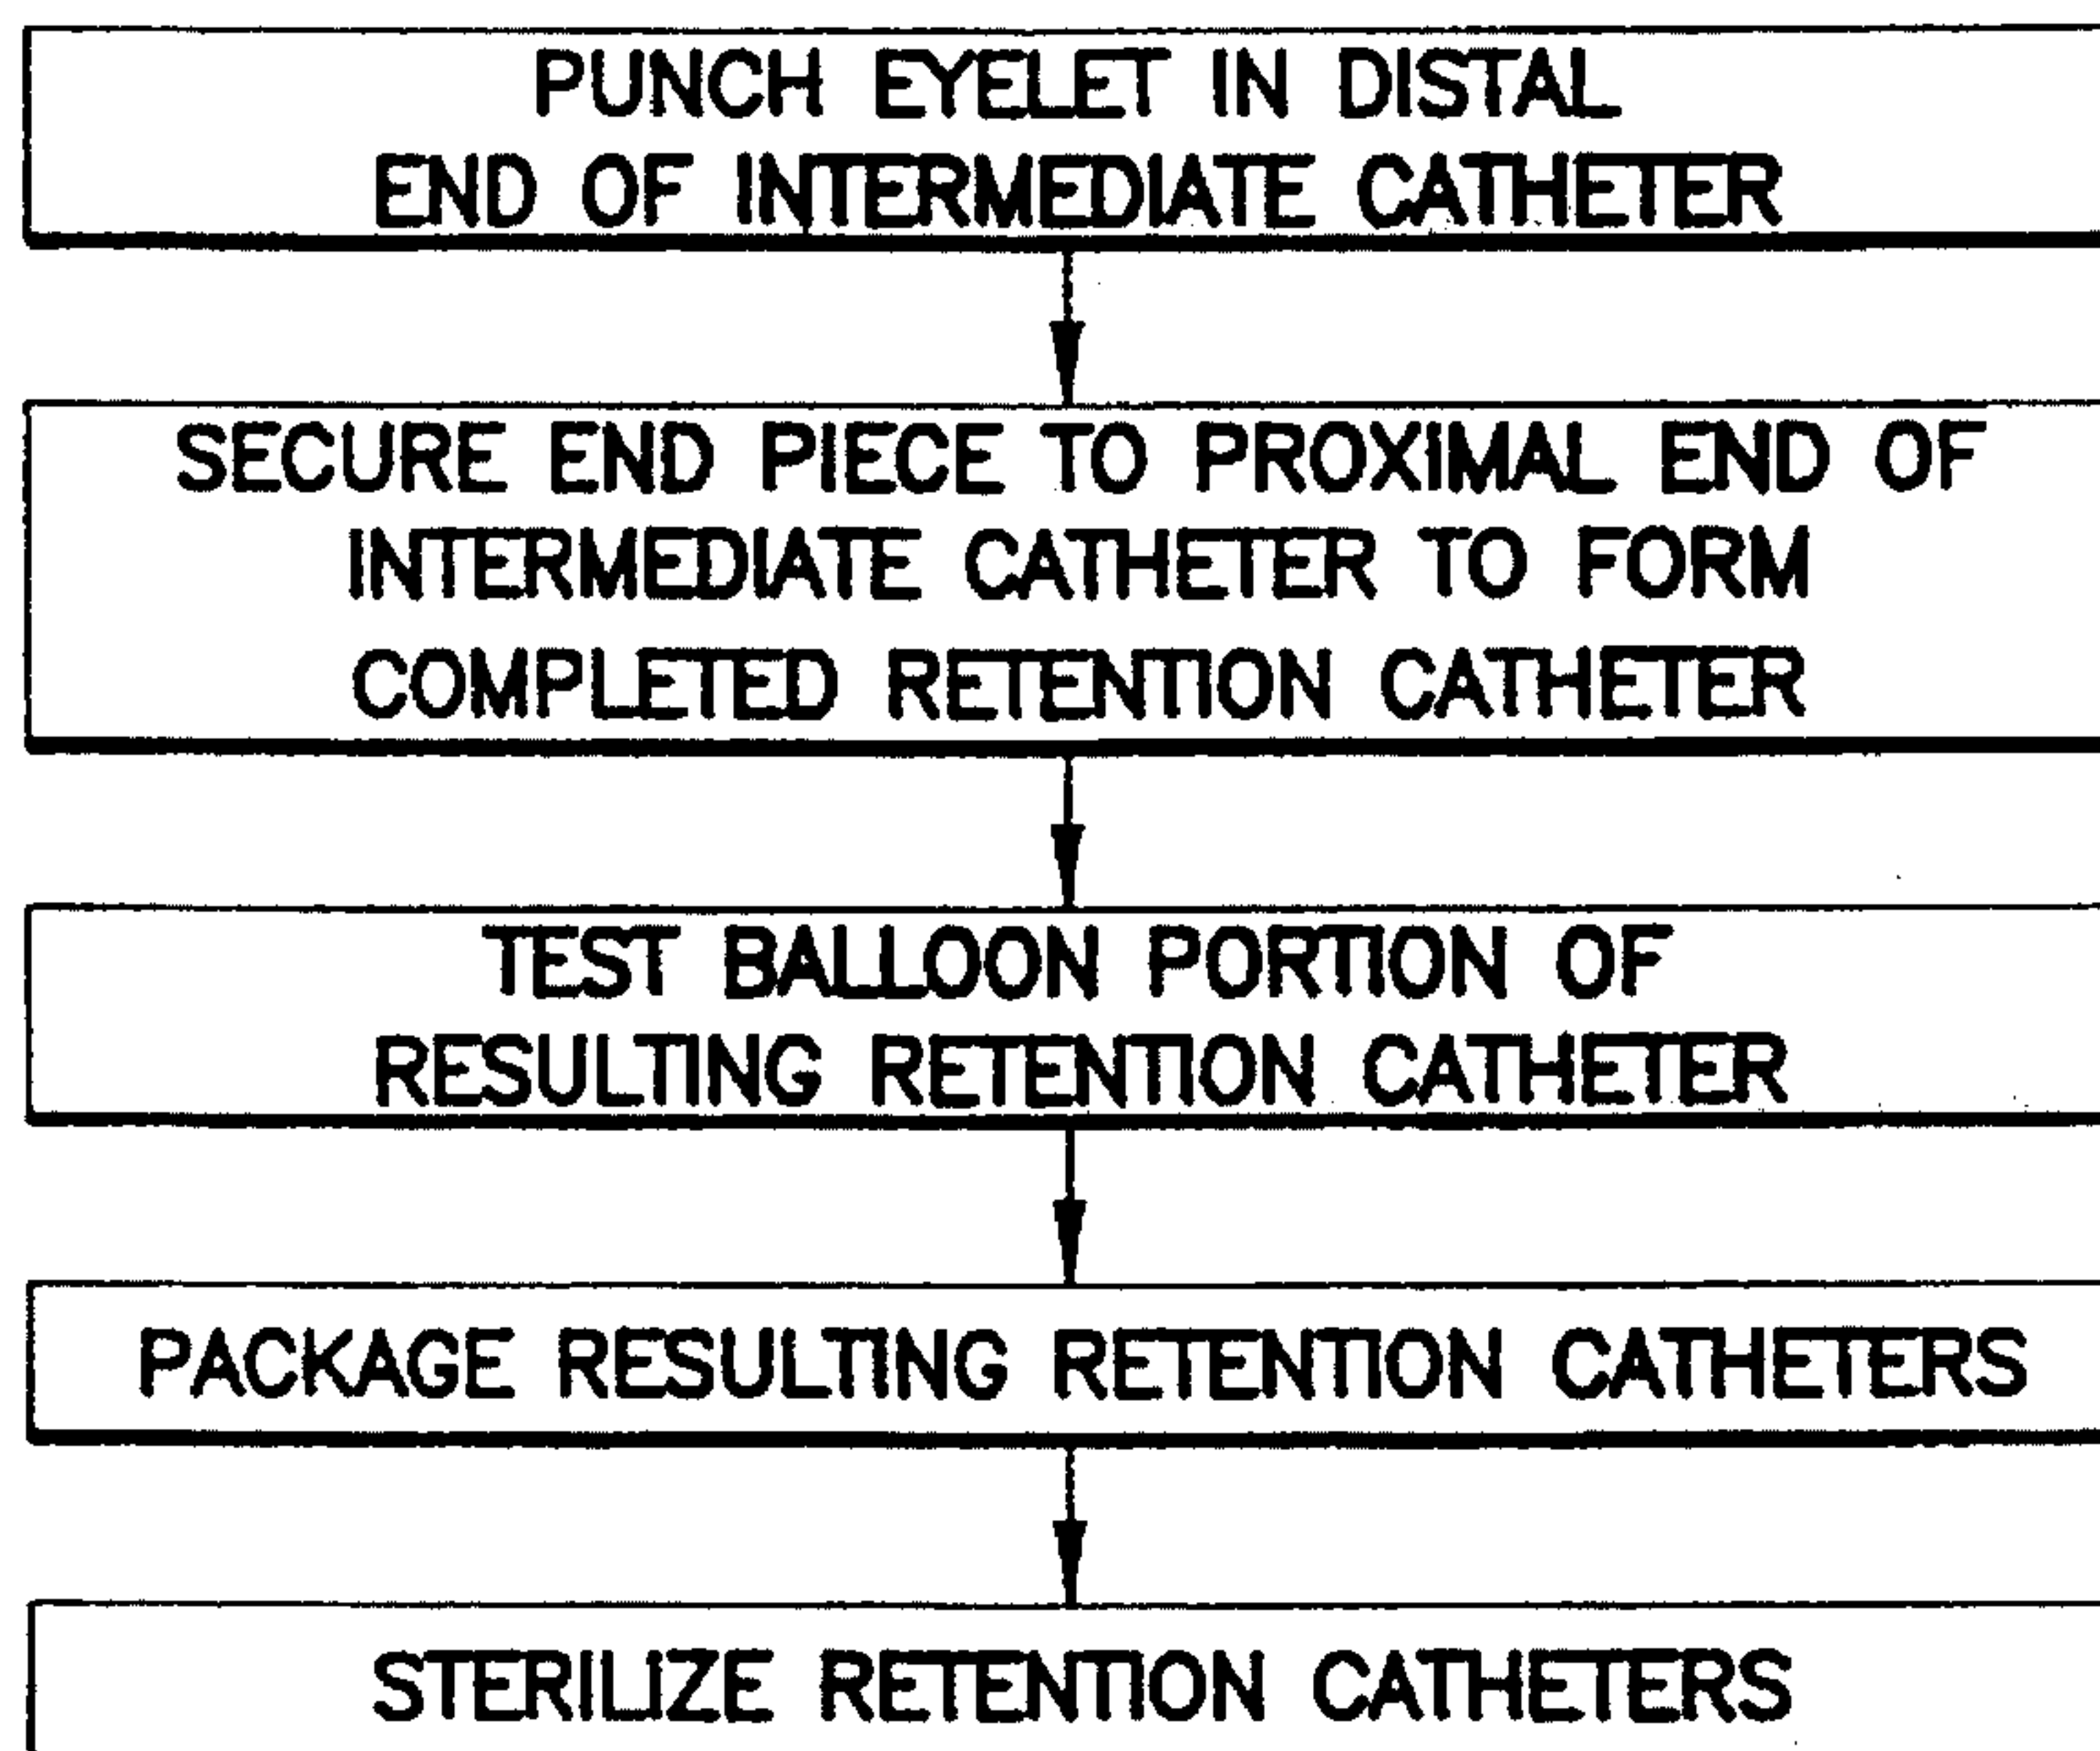 PUNCH EYELET IN DISTAL
END OF INTERMEDIATE CATHETER
SECURE END PIECE TO PROXIMAL END OF
INTERMEDIATE CATHETER TO FORM
COMPLETED RETENTION CATHETER
TEST BALLOON PORTION OF
RESULTING RETENTION CATHETER
PACKAGE RESULTING RETENTION CATHETERS
STERILIZE RETENTION CATHETERS